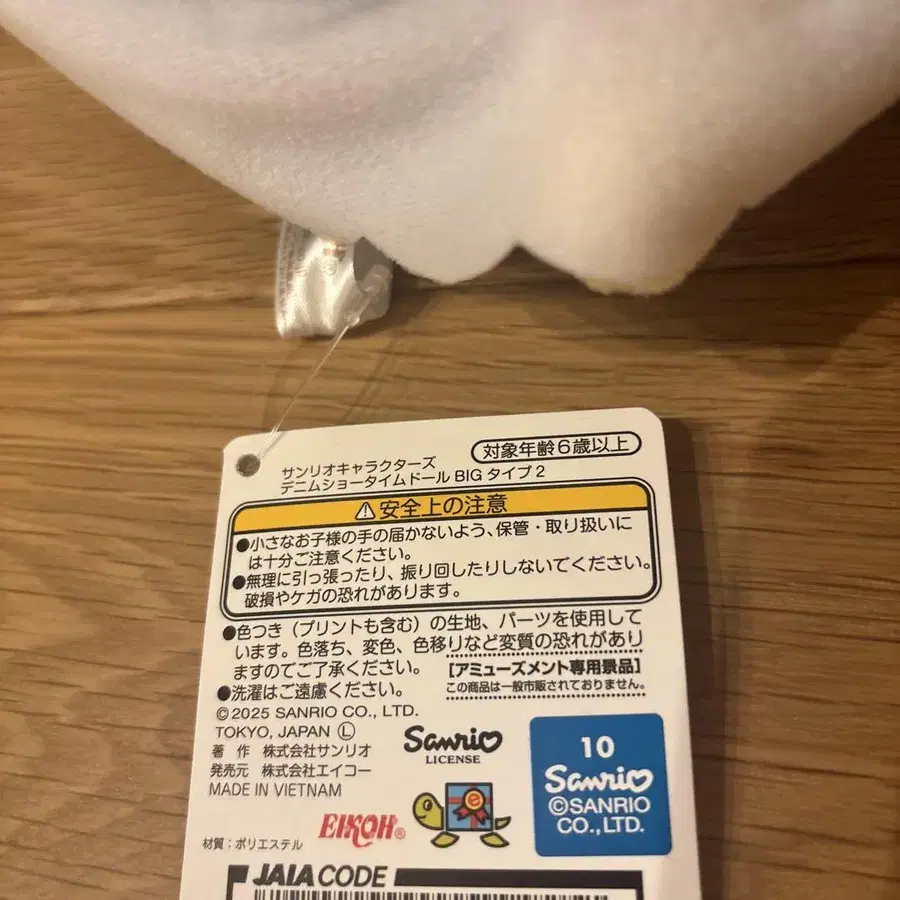 対象年齢6歳以上
サンリオキャラクターズ
デニムショータイムドール BIG タイプ2
⚠安全上の注意
●小さなお子様の手の届かないよう、保管・取り扱いに
は十分ご注意ください。
●無理に引っ張ったり、振り回したりしないでください。
破損やケガの恐れがあります。
●色つき（プリントも含む）の生地、パーツを使用して
います。色落ち、変色、色移りなど変質の恐れがあり
ますのでご了承ください。
●洗濯はご遠慮ください。
[アミューズメント専用景品]
この商品は一般市販されておりません。
©2025 SANRIO CO., LTD.
TOKYO, JAPAN Ⓛ
著 作 株式会社サンリオ
発売元 株式会社エイコー
MADE IN VIETNAM
Sanrio
LICENSE
10
Sanrio
©SANRIO
CO.,LTD.
EIKOH®
e
材質：ポリエステル
JAIA CODE